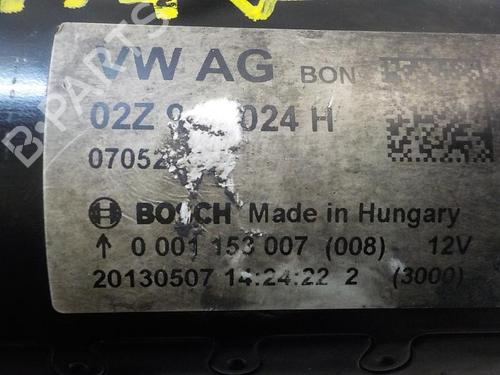 VW AG BON
02Z 024 H
BOSCH Made in Hungary
↑ 0 001 153 007 (008) 12V
20130507 14:24:22 2 (3000)
B-PARTS